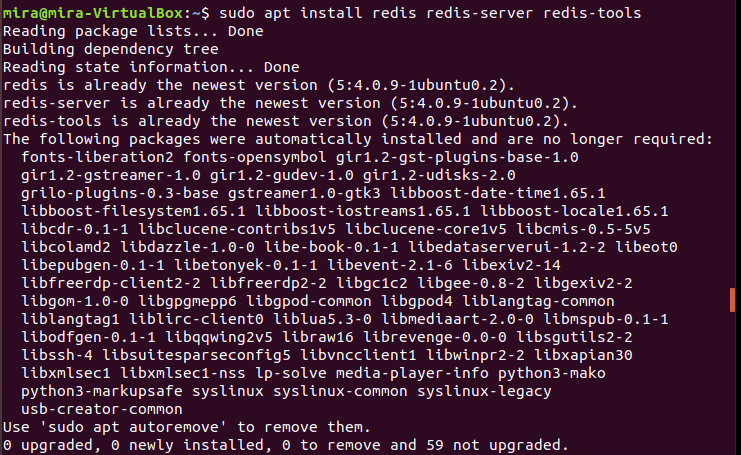 mira@mira-VirtualBox:~$ sudo apt install redis redis-server redis-tools
Reading package lists... Done
Building dependency tree
Reading state information... Done
redis is already the newest version (5:4.0.9-1ubuntu0.2).
redis-server is already the newest version (5:4.0.9-1ubuntu0.2).
redis-tools is already the newest version (5:4.0.9-1ubuntu0.2).
The following packages were automatically installed and are no longer required:
  fonts-liberation2 fonts-opensymbol gir1.2-gst-plugins-base-1.0
  gir1.2-gstreamer-1.0 gir1.2-gudev-1.0 gir1.2-udisks-2.0
  grilo-plugins-0.3-base gstreamer1.0-gtk3 libboost-date-time1.65.1
  libboost-filesystem1.65.1 libboost-iostreams1.65.1 libboost-locale1.65.1
  libcdr-0.1-1 libclucene-contribs1v5 libclucene-core1v5 libcmis-0.5-5v5
  libcolamd2 libdazzle-1.0-0 libe-book-0.1-1 libedataserverui-1.2-2 libeot0
  libepubgen-0.1-1 libetonyek-0.1-1 libevent-2.1-6 libexiv2-14
  libfreerdp-client2-2 libfreerdp2-2 libgc1c2 libgee-0.8-2 libgexiv2-2
  libgom-1.0-0 libgpgmepp6 libgpod-common libgpod4 liblangtag-common
  liblangtag1 liblirc-client0 liblua5.3-0 libmediaart-2.0-0 libmspub-0.1-1
  libodfgen-0.1-1 libqqwing2v5 libraw16 librevenge-0.0-0 libsgutils2-2
  libssh-4 libsuitesparseconfig5 libvncclient1 libwinpr2-2 libxapian30
  libxmlsec1 libxmlsec1-nss lp-solve media-player-info python3-mako
  python3-markupsafe syslinux syslinux-common syslinux-legacy
  usb-creator-common
Use 'sudo apt autoremove' to remove them.
0 upgraded, 0 newly installed, 0 to remove and 59 not upgraded.